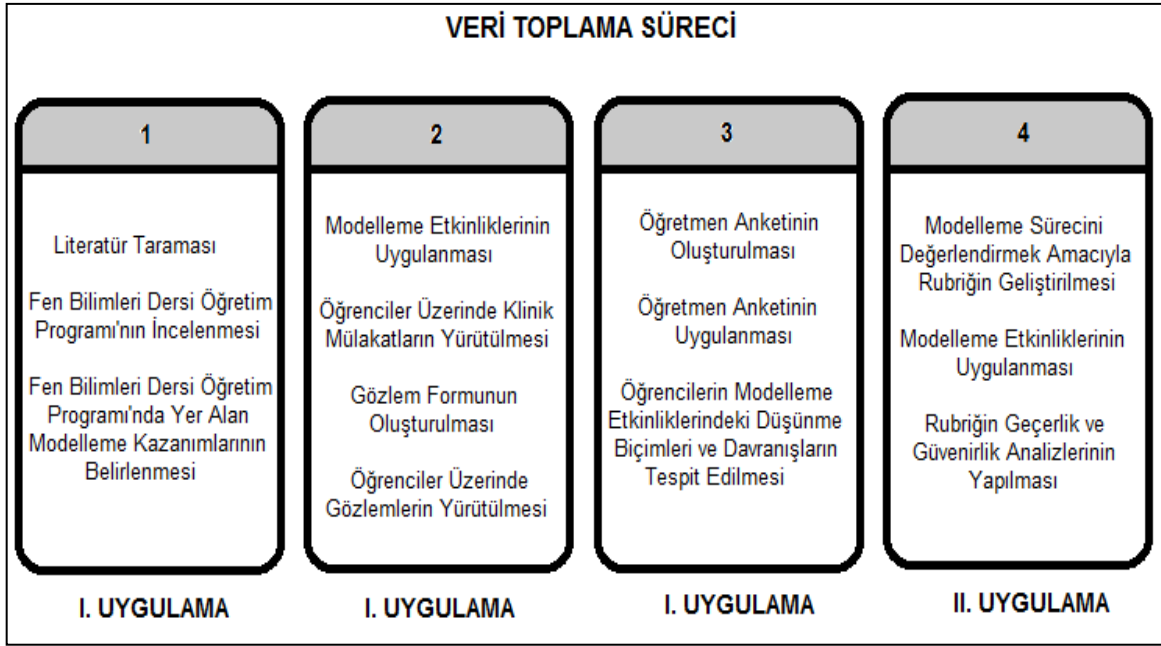 VERİ TOPLAMA SÜRECİ
1
Literatür Taraması
Fen Bilimleri Dersi Öğretim
Programı'nın İncelenmesi
Fen Bilimleri Dersi Öğretim
Programı'nda Yer Alan
Modelleme Kazanımlarının
Belirlenmesi
I. UYGULAMA
2
Modelleme Etkinliklerinin
Uygulanması
Öğrenciler Üzerinde Klinik
Mülakatların Yürütülmesi
Gözlem Formunun
Oluşturulması
Öğrenciler Üzerinde
Gözlemlerin Yürütülmesi
I. UYGULAMA
3
Öğretmen Anketinin
Oluşturulması
Öğretmen Anketinin
Uygulanması
Öğrencilerin Modelleme
Etkinliklerindeki Düşünme
Biçimleri ve Davranışların
Tespit Edilmesi
I. UYGULAMA
4
Modelleme Sürecini
Değerlendirmek Amacıyla
Rubriğin Geliştirilmesi
Modelleme Etkinliklerinin
Uygulanması
Rubriğin Geçerlik ve
Güvenirlik Analizlerinin
Yapılması
II. UYGULAMA